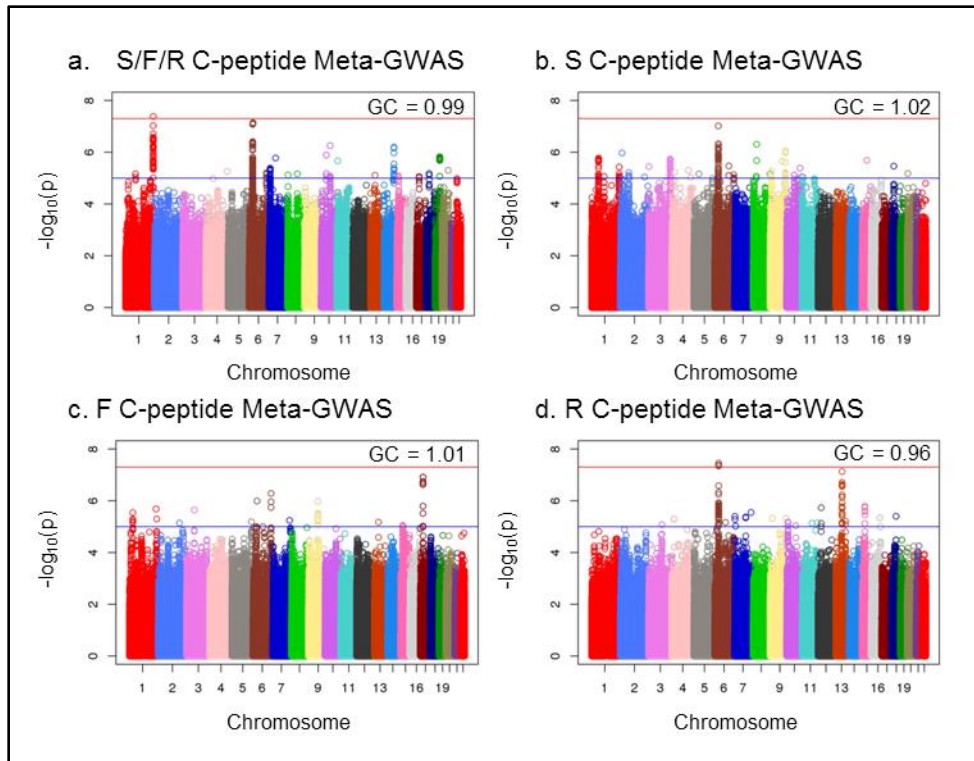 a. S/F/R C-peptide Meta-GWAS
GC = 0.99
-log10(p)
8
6
4
2
0
1 2 3 4 5 6 7 9 11 13 16 19
Chromosome
b. S C-peptide Meta-GWAS
GC = 1.02
-log10(p)
8
6
4
2
0
1 2 3 4 5 6 7 9 11 13 16 19
Chromosome
c. F C-peptide Meta-GWAS
GC = 1.01
-log10(p)
8
6
4
2
0
1 2 3 4 5 6 7 9 11 13 16 19
Chromosome
d. R C-peptide Meta-GWAS
GC = 0.96
-log10(p)
8
6
4
2
0
1 2 3 4 5 6 7 9 11 13 16 19
Chromosome